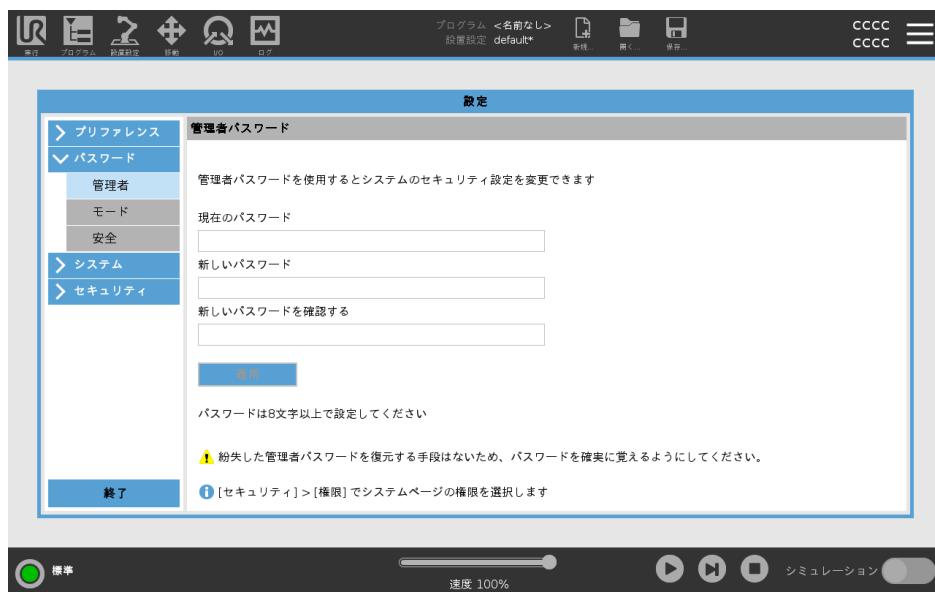 プログラム <名前なし>
設置設定 default*
cccc
cccc
実行 プログラム 設置設定 移動 I/O ログ
新規... 開く... 保存...
設定
プリファレンス
パスワード
管理者
モード
安全
システム
セキュリティ
終了
管理者パスワード
管理者パスワードを使用するとシステムのセキュリティ設定を変更できます
現在のパスワード
新しいパスワード
新しいパスワードを確認する
適用
パスワードは8文字以上で設定してください
紛失した管理者パスワードを復元する手段はないため、パスワードを確実に覚えるようにしてください。
[セキュリティ] > [権限] でシステムページの権限を選択します
標準
速度 100%
シミュレーション